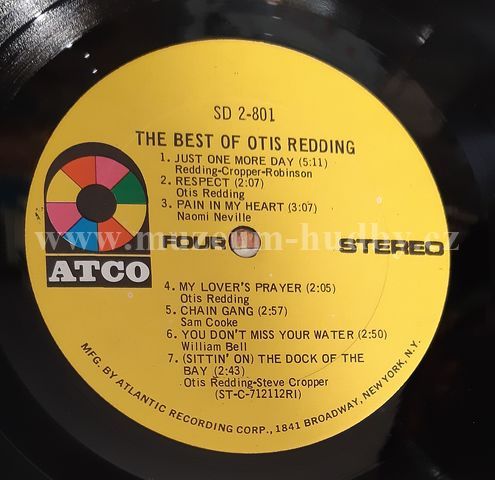 SD 2-801
THE BEST OF OTIS REDDING
1. JUST ONE MORE DAY (5:11)
Redding-Cropper-Robinson
2. RESPECT (2:07)
Otis Redding
3. PAIN IN MY HEART (3:07)
Naomi Neville
www.muzeum-hudby.cz
ATCO
FOUR
STEREO
4. MY LOVER'S PRAYER (2:05)
Otis Redding
5. CHAIN GANG (2:57)
Sam Cooke
6. YOU DON'T MISS YOUR WATER (2:50)
William Bell
7. (SITTIN' ON) THE DOCK OF THE
BAY (2:43)
Otis Redding-Steve Cropper
(ST-C-712112RI)
MFG. BY ATLANTIC RECORDING CORP., 1841 BROADWAY, NEW YORK, N.Y.